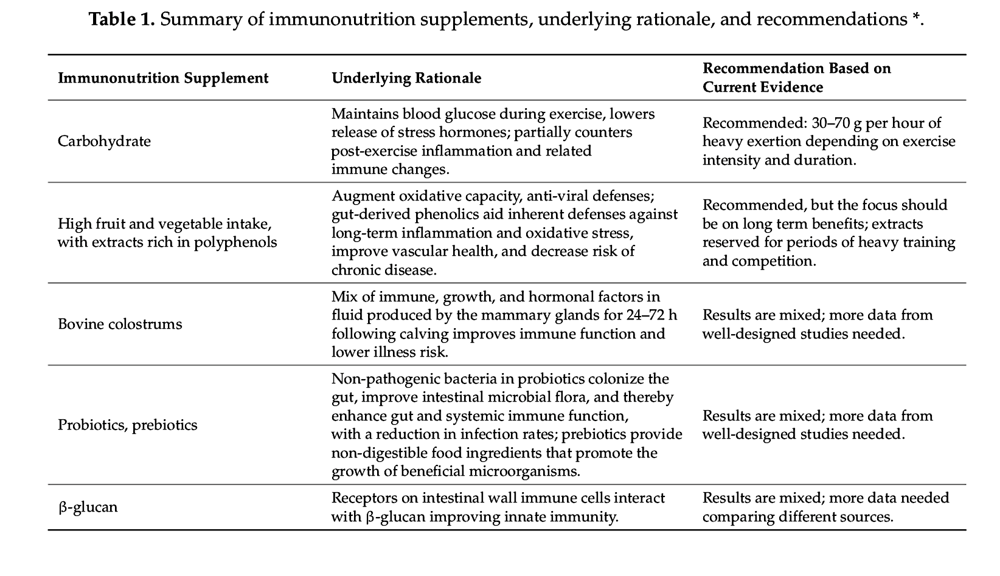 Table 1. Summary of immunonutrition supplements, underlying rationale, and recommendations *.
Immunonutrition Supplement
Underlying Rationale
Recommendation Based on
Current Evidence
Carbohydrate
Maintains blood glucose during exercise, lowers
release of stress hormones; partially counters
post-exercise inflammation and related
immune changes.
Recommended: 30–70 g per hour of
heavy exertion depending on exercise
intensity and duration.
High fruit and vegetable intake,
with extracts rich in polyphenols
Augment oxidative capacity, anti-viral defenses;
gut-derived phenolics aid inherent defenses against
long-term inflammation and oxidative stress,
improve vascular health, and decrease risk of
chronic disease.
Recommended, but the focus should
be on long term benefits; extracts
reserved for periods of heavy training
and competition.
Bovine colostrums
Mix of immune, growth, and hormonal factors in
fluid produced by the mammary glands for 24–72 h
following calving improves immune function and
lower illness risk.
Results are mixed; more data from
well-designed studies needed.
Probiotics, prebiotics
Non-pathogenic bacteria in probiotics colonize the
gut, improve intestinal microbial flora, and thereby
enhance gut and systemic immune function,
with a reduction in infection rates; prebiotics provide
non-digestible food ingredients that promote the
growth of beneficial microorganisms.
Results are mixed; more data from
well-designed studies needed.
β-glucan
Receptors on intestinal wall immune cells interact
with β-glucan improving innate immunity.
Results are mixed; more data needed
comparing different sources.